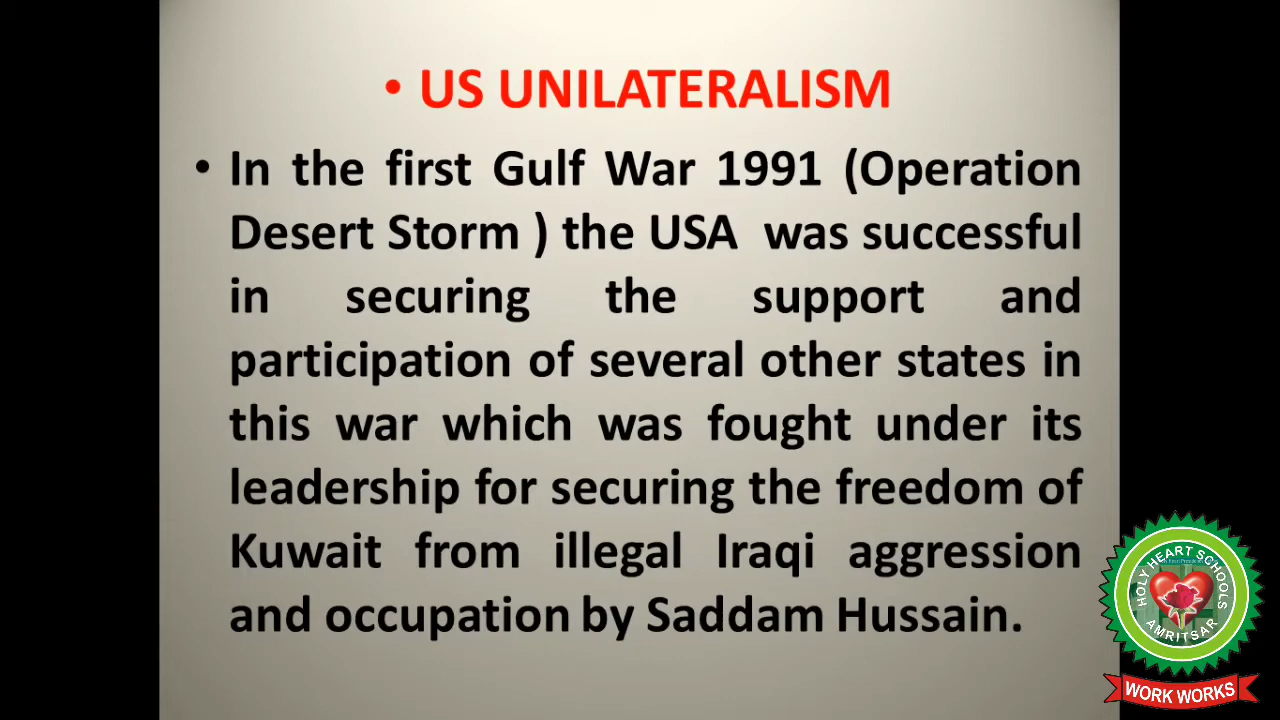 • US UNILATERALISM
• In the first Gulf War 1991 (Operation
Desert Storm ) the USA was successful
in securing the support and
participation of several other states in
this war which was fought under its
leadership for securing the freedom of
Kuwait from illegal Iraqi aggression
and occupation by Saddam Hussain.
HOLY HEART SCHOOLS
AMRITSAR
WORK WORKS